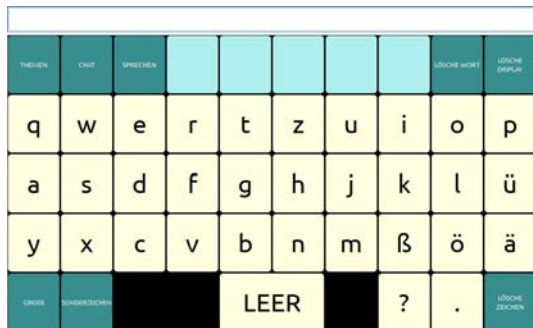 THEMEN CHAT SPRECHEN LÖSCHE WORT LÖSCHE DISPLAY
q w e r t z u i o p
a s d f g h j k l ü
y x c v b n m ß ö ä
GROSS SONDERZEICHEN LEER ? . LÖSCHE ZEICHEN